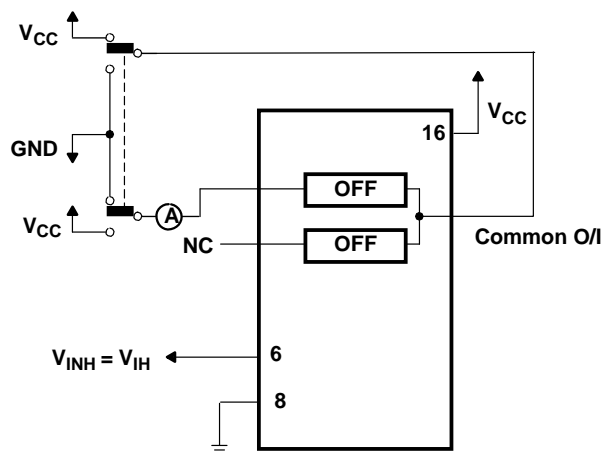 VCC
VCC
16
GND
OFF
A
VCC
NC
OFF
Common O/I
VINH = VIH
6
8